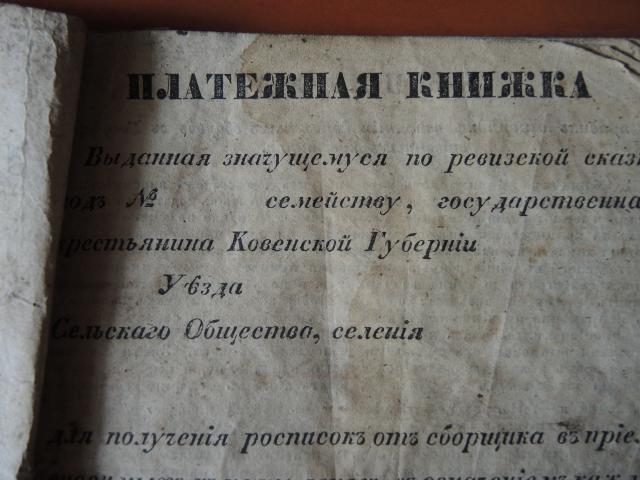 ПЛАТЕЖНАЯ КНИЖКА
Выданная значущемуся по ревизской сказ
подъ № семейству, государственна
крестьянина Ковенской Губерніи
Уѣзда
Сельскаго Общества, селенія
для полученія росписокъ отъ сборщика въ пріе